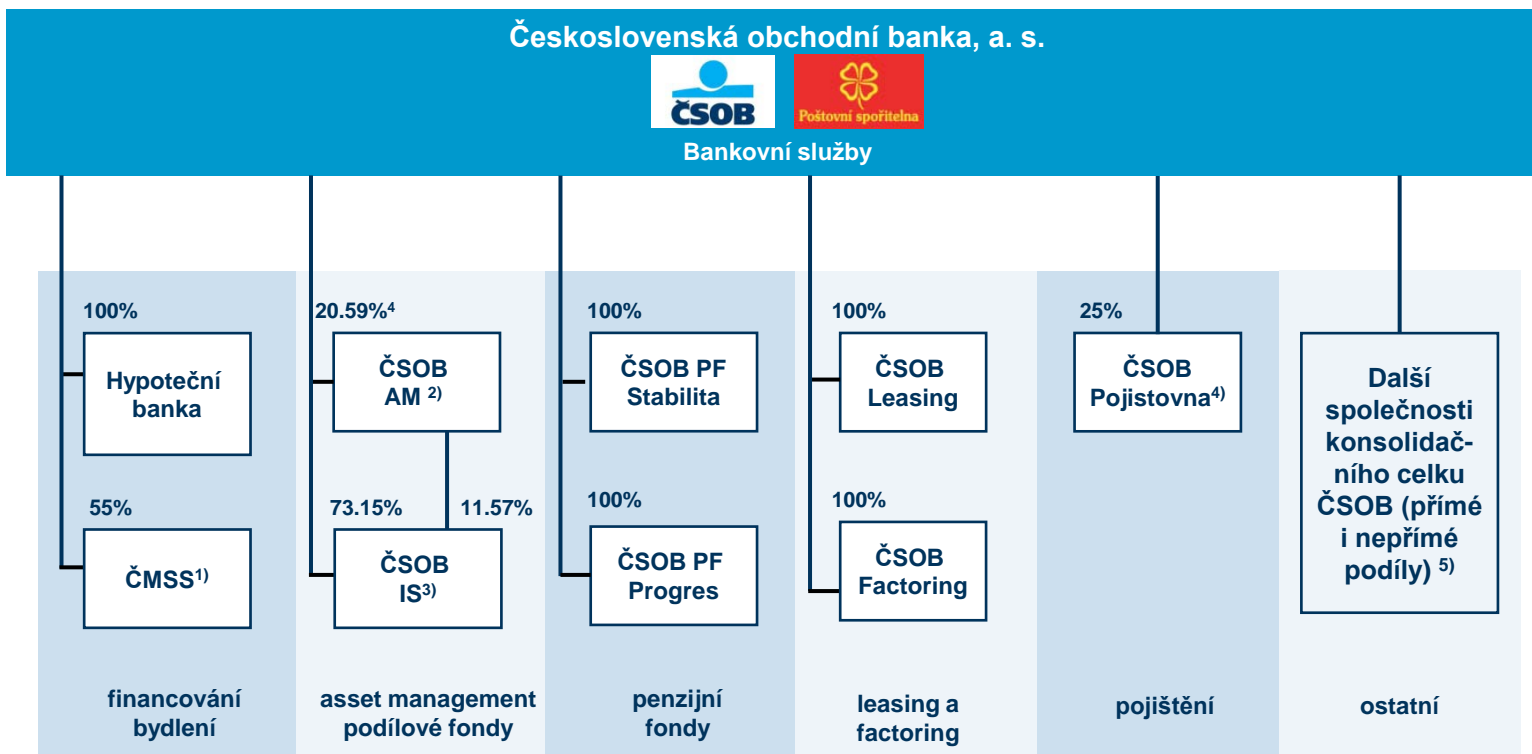 Československá obchodní banka, a. s.
ČSOB
Poštovní spořitelna
Bankovní služby
100%
Hypoteční
banka
55%
ČMSS1)
financování
bydlení
20.59%4
ČSOB
AM 2)
73.15%
11.57%
ČSOB
IS3)
asset management
podílové fondy
100%
ČSOB PF
Stabilita
100%
ČSOB PF
Progres
penzijní
fondy
100%
ČSOB
Leasing
100%
ČSOB
Factoring
leasing a
factoring
25%
ČSOB
Pojistovna4)
pojištění
Další
společnosti
konsolidač-
ního celku
ČSOB (přímé
i nepřímé
podíly) 5)
ostatní